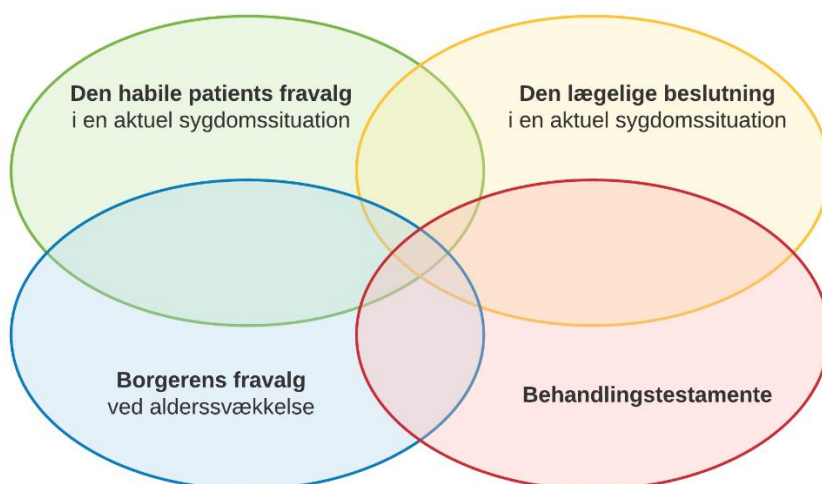 Den habile patients fravalg
i en aktuel sygdomssituation
Den lægelige beslutning
i en aktuel sygdomssituation
Borgerens fravalg
ved alderssvækkelse
Behandlingstestamente